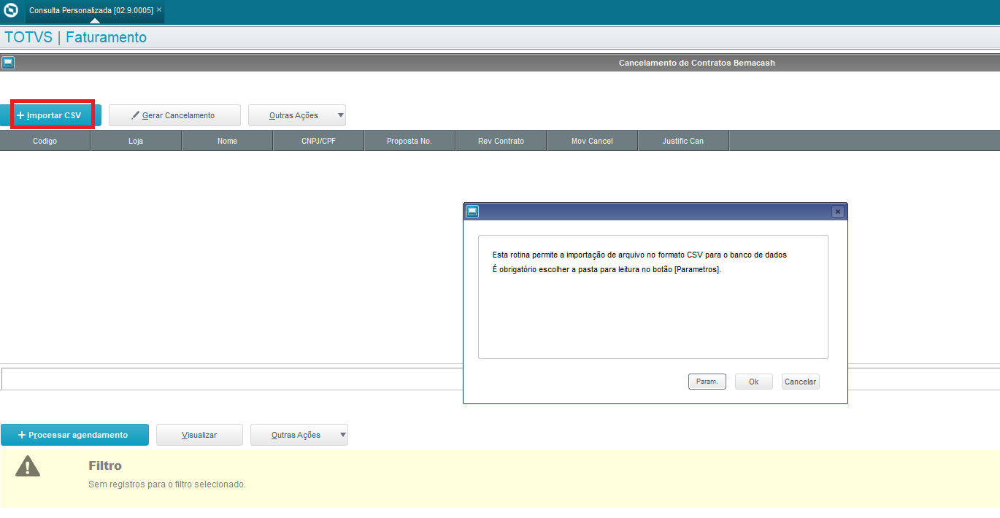 Consulta Personalizada [02.9.0005] ×
TOTVS | Faturamento
Cancelamento de Contratos Bemacash
+ Importar CSV
Gerar Cancelamento
Outras Ações
Codigo
Loja
Nome
CNPJ/CPF
Proposta No.
Rev Contrato
Mov Cancel
Justific Can
Esta rotina permite a importação de arquivo no formato CSV para o banco de dados
É obrigatório escolher a pasta para leitura no botão [Parametros].
Param.
Ok
Cancelar
+ Processar agendamento
Visualizar
Outras Ações
Filtro
Sem registros para o filtro selecionado.